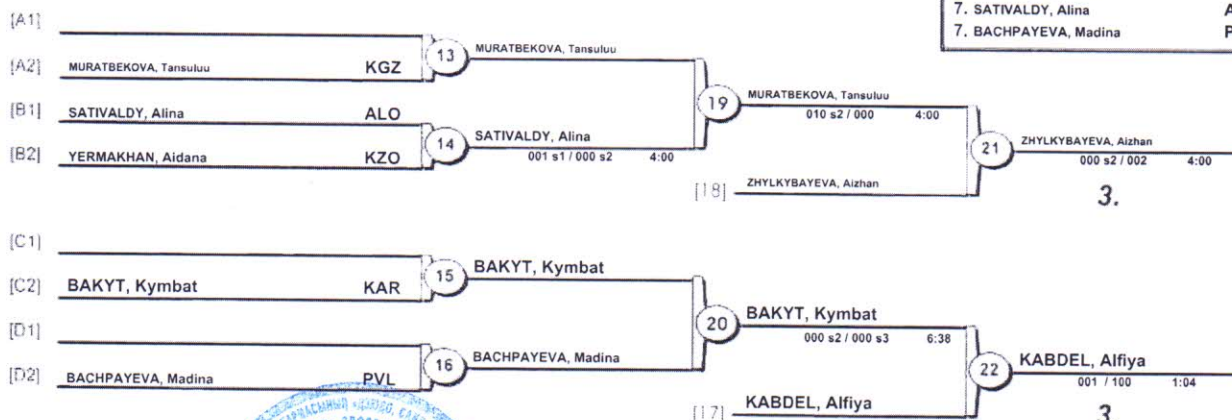 7. SATIVALDY, Alina A
7. BACHPAYEVA, Madina P
[A1]
[A2] MURATBEKOVA, Tansuluu KGZ
13 MURATBEKOVA, Tansuluu
[B1] SATIVALDY, Alina ALO
[B2] YERMAKHAN, Aidana KZO
14 SATIVALDY, Alina
001 s1 / 000 s2 4:00
19 MURATBEKOVA, Tansuluu
010 s2 / 000 4:00
[18] ZHYLKYBAYEVA, Aizhan
21 ZHYLKYBAYEVA, Aizhan
000 s2 / 002 4:00
3.
[C1]
[C2] BAKYT, Kymbat KAR
15 BAKYT, Kymbat
[D1]
[D2] BACHPAYEVA, Madina PVL
16 BACHPAYEVA, Madina
20 BAKYT, Kymbat
000 s2 / 000 s3 6:38
[17] KABDEL, Alfiya
22 KABDEL, Alfiya
001 / 100 1:04
3